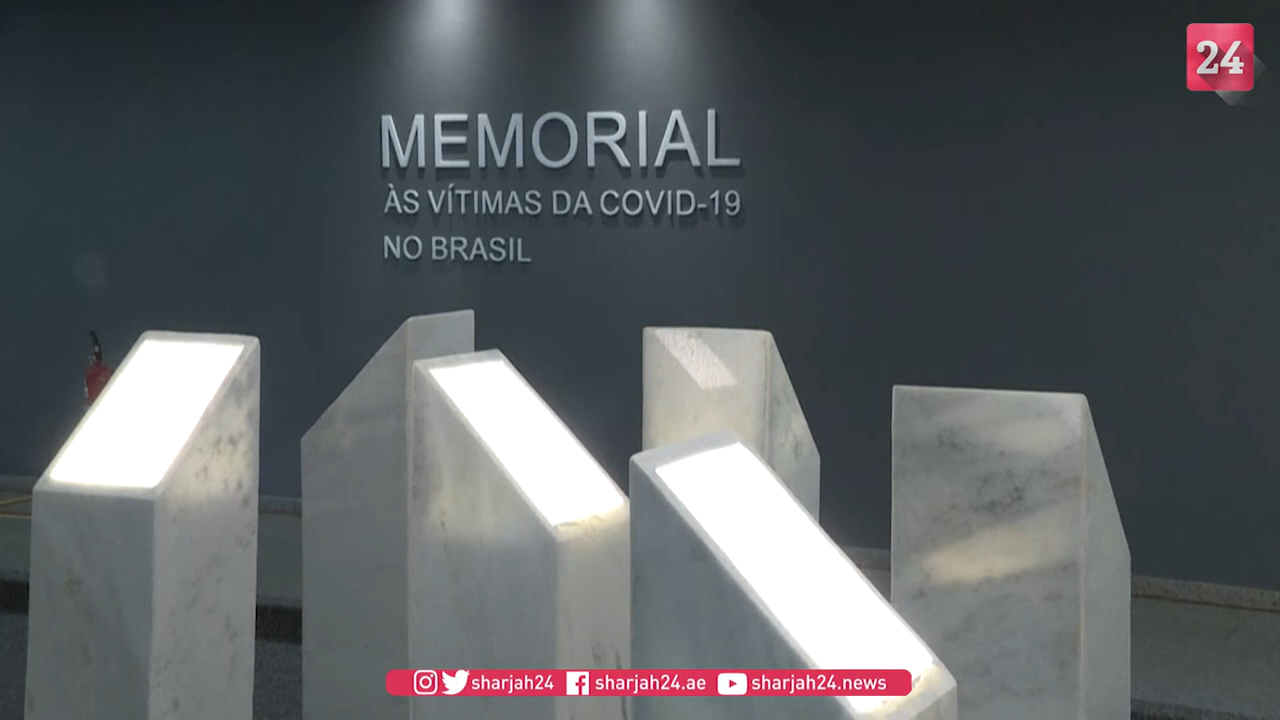 24
MEMORIAL
ÀS VÍTIMAS DA COVID-19
NO BRASIL
sharjah24 sharjah24.ae sharjah24.news